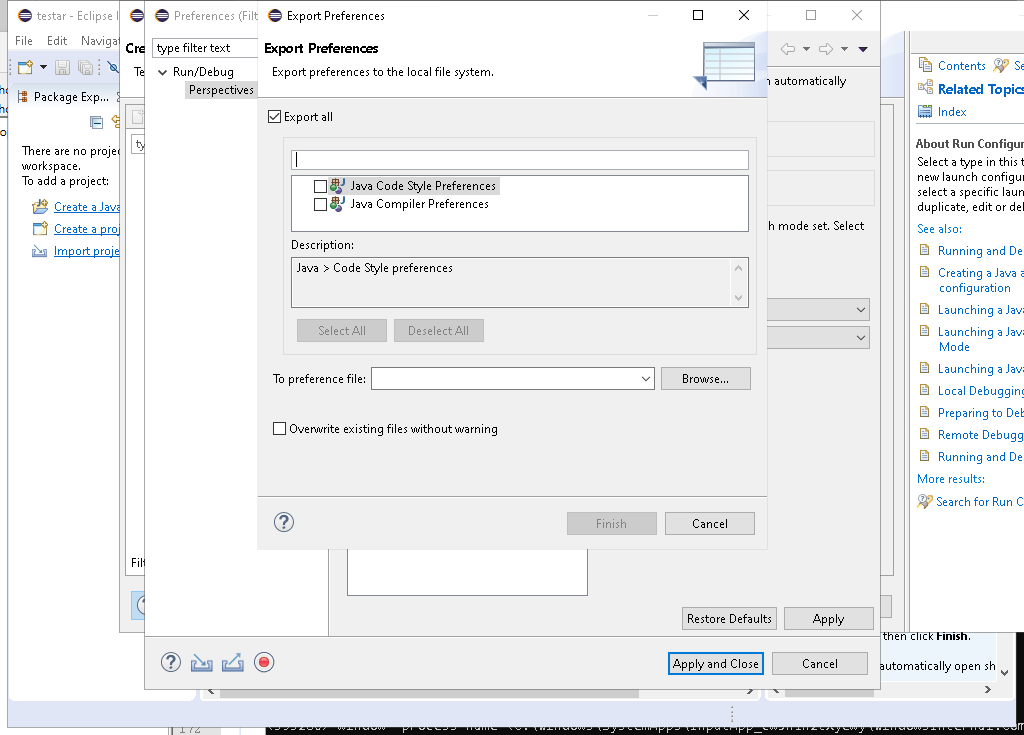 testar - Eclipse
Preferences (Filt
Export Preferences
File Edit Navigat
Cre
type filter text
Export Preferences
Export preferences to the local file system.
Te
Run/Debug
Perspectives
Package Exp...
Export all
n automatically
ty
There are no projec
workspace.
To add a project:
Create a Java
Create a proj
Import proje
Java Code Style Preferences
Java Compiler Preferences
h mode set. Select
Description:
Java > Code Style preferences
Select All
Deselect All
To preference file:
Browse...
Overwrite existing files without warning
Finish
Cancel
Filt
Restore Defaults
Apply
Apply and Close
Cancel
Contents
Se
Related Topics
Index
About Run Configur
Select a type in this t
new launch configur
select a specific laun
duplicate, edit or del
See also:
Running and De
Creating a Java a
configuration
Launching a Java
Launching a Java
Mode
Launching a Java
Local Debugging
Preparing to Deb
Remote Debugg
Running and De
More results:
Search for Run C
then click Finish.
automatically open sh
172